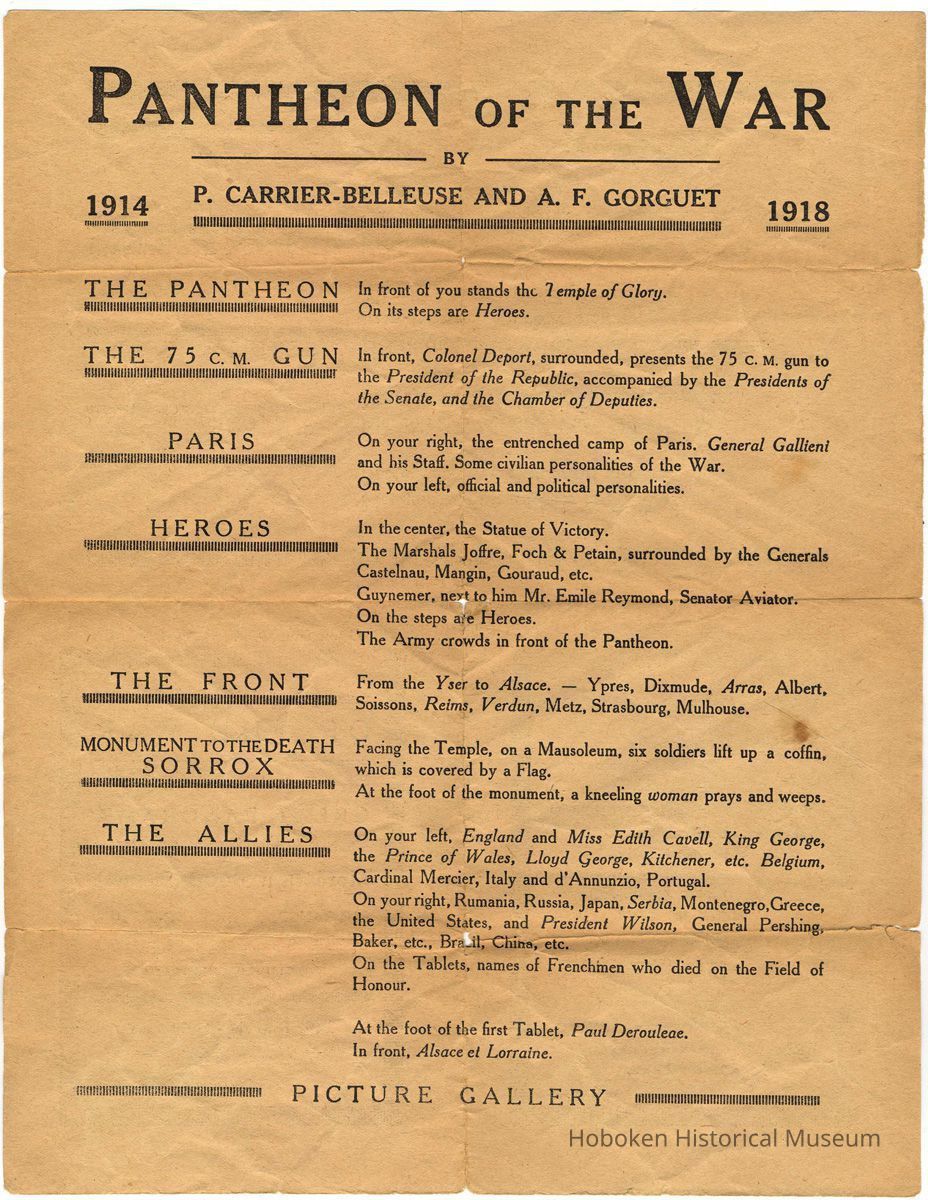 PANTHEON OF THE WAR
BY
1914 P. CARRIER-BELLEUSE AND A. F. GORGUET 1918
THE PANTHEON In front of you stands the Temple of Glory.
On its steps are Heroes.
THE 75 C. M. GUN In front, Colonel Deport, surrounded, presents the 75 C. M. gun to
the President of the Republic, accompanied by the Presidents of
the Senate, and the Chamber of Deputies.
PARIS On your right, the entrenched camp of Paris. General Gallieni
and his Staff. Some civilian personalities of the War.
On your left, official and political personalities.
HEROES In the center, the Statue of Victory.
The Marshals Joffre, Foch & Petain, surrounded by the Generals
Castelnau, Mangin, Gouraud, etc.
Guynemer, next to him Mr. Emile Reymond, Senator Aviator.
On the steps are Heroes.
The Army crowds in front of the Pantheon.
THE FRONT From the Yser to Alsace. — Ypres, Dixmude, Arras, Albert,
Soissons, Reims, Verdun, Metz, Strasbourg, Mulhouse.
MONUMENT TO THE DEATH Facing the Temple, on a Mausoleum, six soldiers lift up a coffin,
SORROX which is covered by a Flag.
At the foot of the monument, a kneeling woman prays and weeps.
THE ALLIES On your left, England and Miss Edith Cavell, King George,
the Prince of Wales, Lloyd George, Kitchener, etc. Belgium,
Cardinal Mercier, Italy and d'Annunzio, Portugal.
On your right, Rumania, Russia, Japan, Serbia, Montenegro, Greece,
the United States, and President Wilson, General Pershing,
Baker, etc., Brazil, China, etc.
On the Tablets, names of Frenchmen who died on the Field of
Honour.
At the foot of the first Tablet, Paul Derouleae.
In front, Alsace et Lorraine.
PICTURE GALLERY
Hoboken Historical Museum